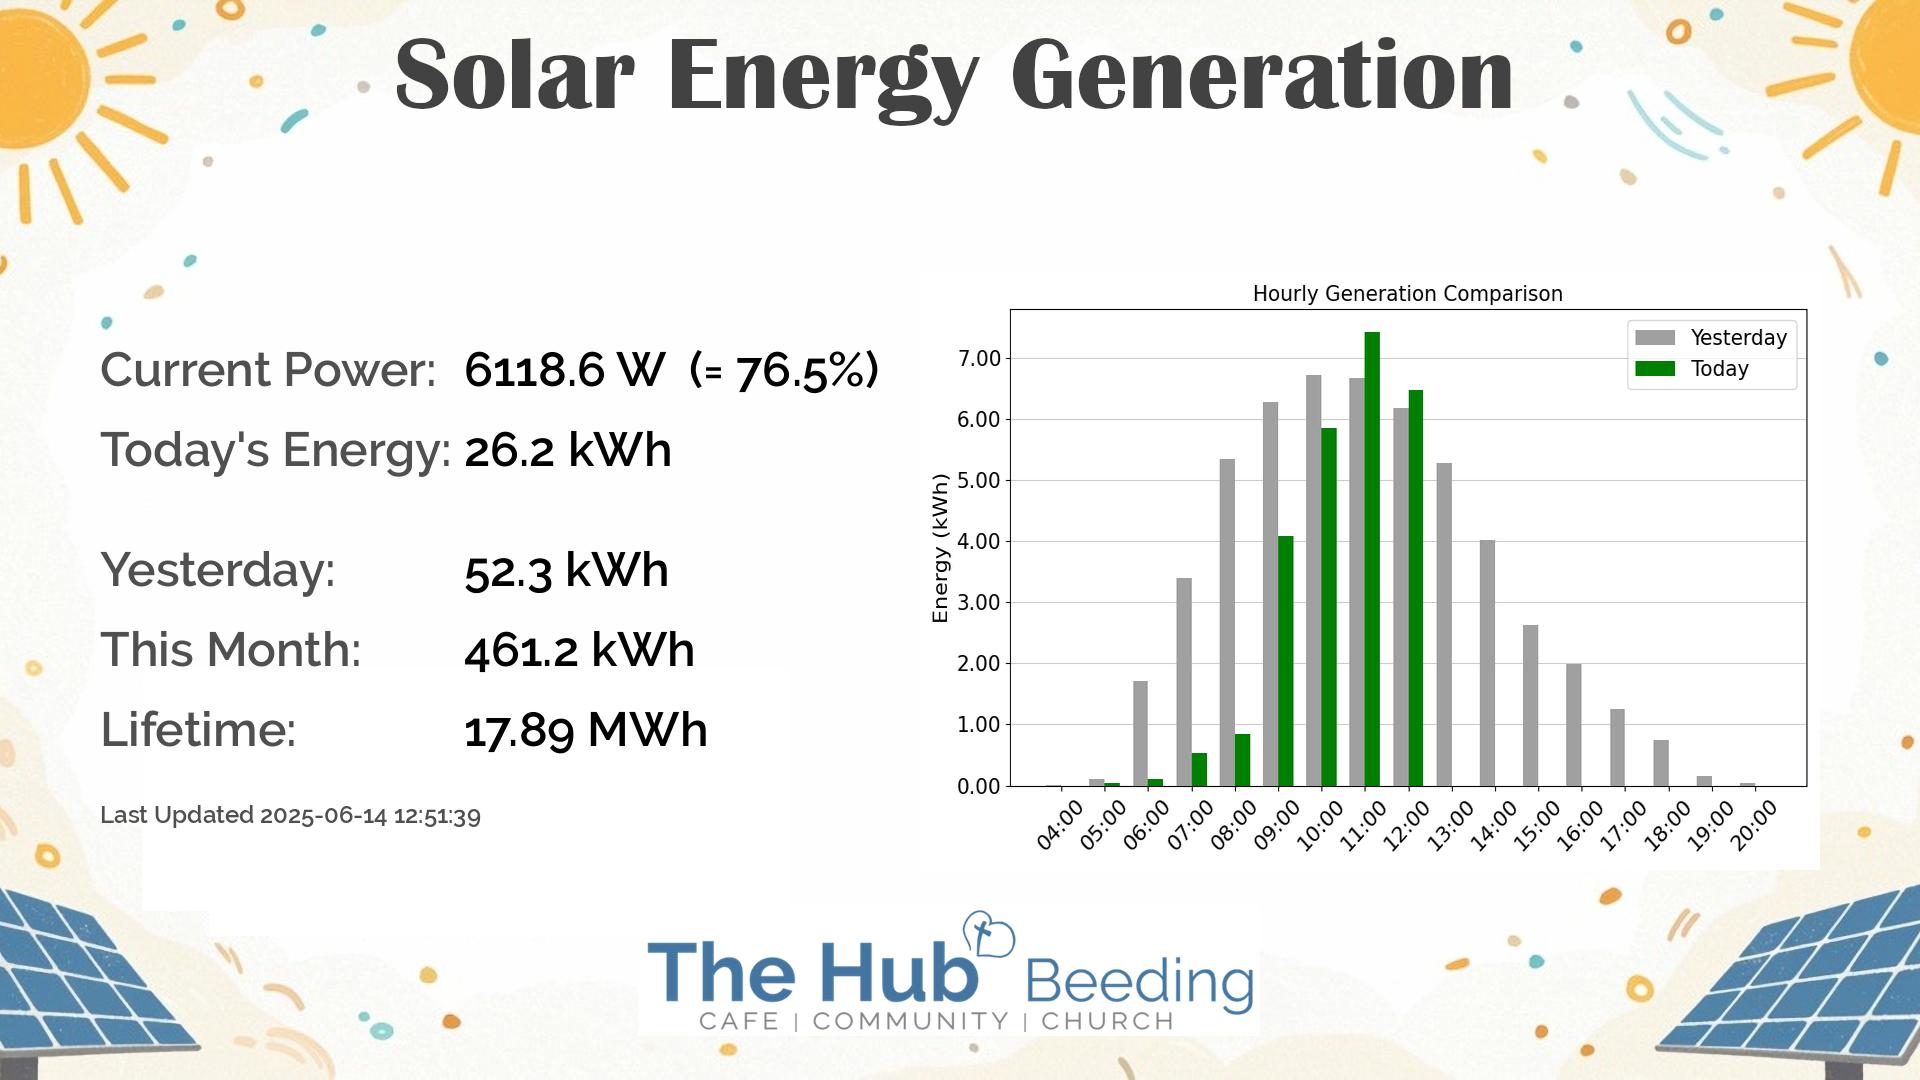 Solar Energy Generation
Current Power: 6118.6 W (= 76.5%)
Today's Energy: 26.2 kWh
Yesterday: 52.3 kWh
This Month: 461.2 kWh
Lifetime: 17.89 MWh
Last Updated 2025-06-14 12:51:39
Hourly Generation Comparison
Yesterday
Today
Energy (kWh)
7.00
6.00
5.00
4.00
3.00
2.00
1.00
0.00
04:00 05:00 06:00 07:00 08:00 09:00 10:00 11:00 12:00 13:00 14:00 15:00 16:00 17:00 18:00 19:00 20:00
The Hub Beeding
CAFE | COMMUNITY | CHURCH